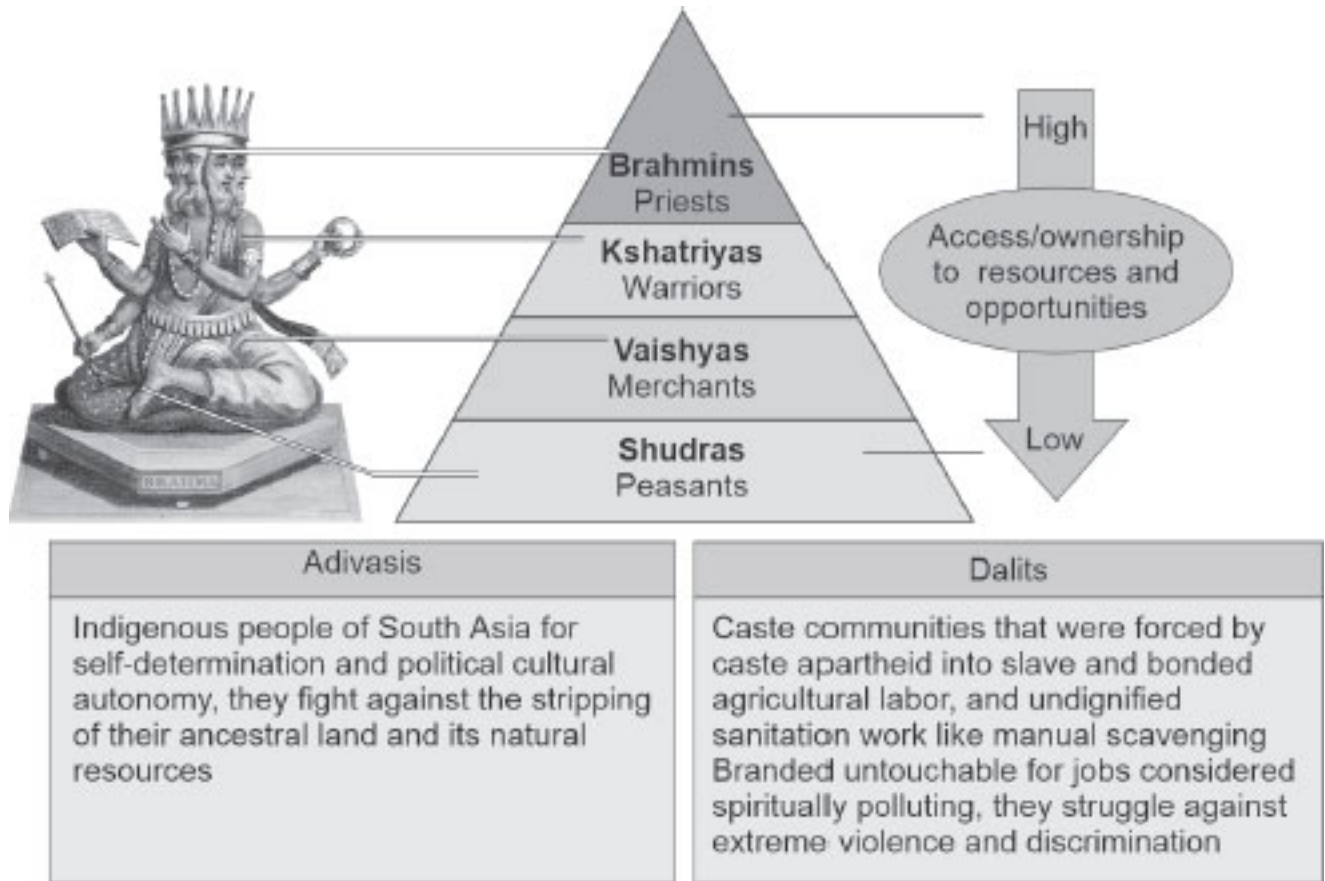 Brahmins
Priests
Kshatriyas
Warriors
Vaishyas
Merchants
Shudras
Peasants
High
Access/ownership
to resources and
opportunities
Low
BRAHMA
Adivasis
Indigenous people of South Asia for
self-determination and political cultural
autonomy, they fight against the stripping
of their ancestral land and its natural
resources
Dalits
Caste communities that were forced by
caste apartheid into slave and bonded
agricultural labor, and undignified
sanitation work like manual scavenging
Branded untouchable for jobs considered
spiritually polluting, they struggle against
extreme violence and discrimination